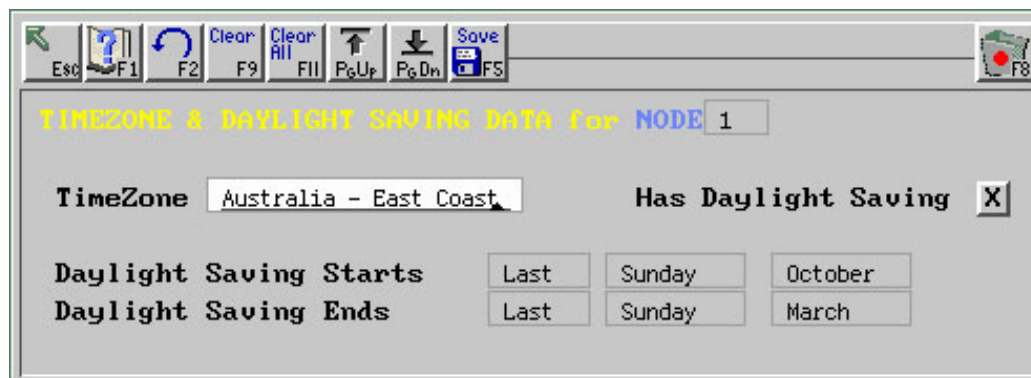 Esc F1 F2 Clear F9 Clear All F11 PgUp PgDn Save F5 F8
TIMEZONE & DAYLIGHT SAVING DATA for NODE 1
TimeZone Australia - East Coast Has Daylight Saving X
Daylight Saving Starts Last Sunday October
Daylight Saving Ends Last Sunday March